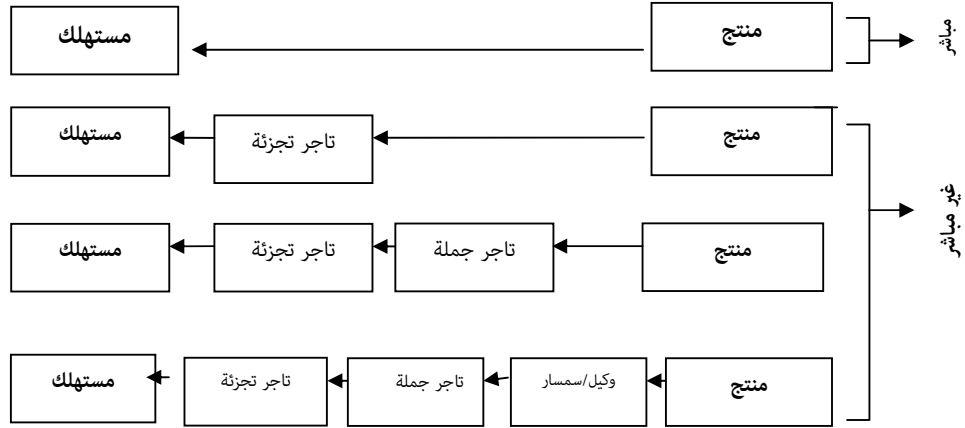 مباشر
منتج
مستهلك
غير مباشر
منتج
تاجر تجزئة
مستهلك
منتج
تاجر جملة
تاجر تجزئة
مستهلك
منتج
وكيل/سمسار
تاجر جملة
تاجر تجزئة
مستهلك